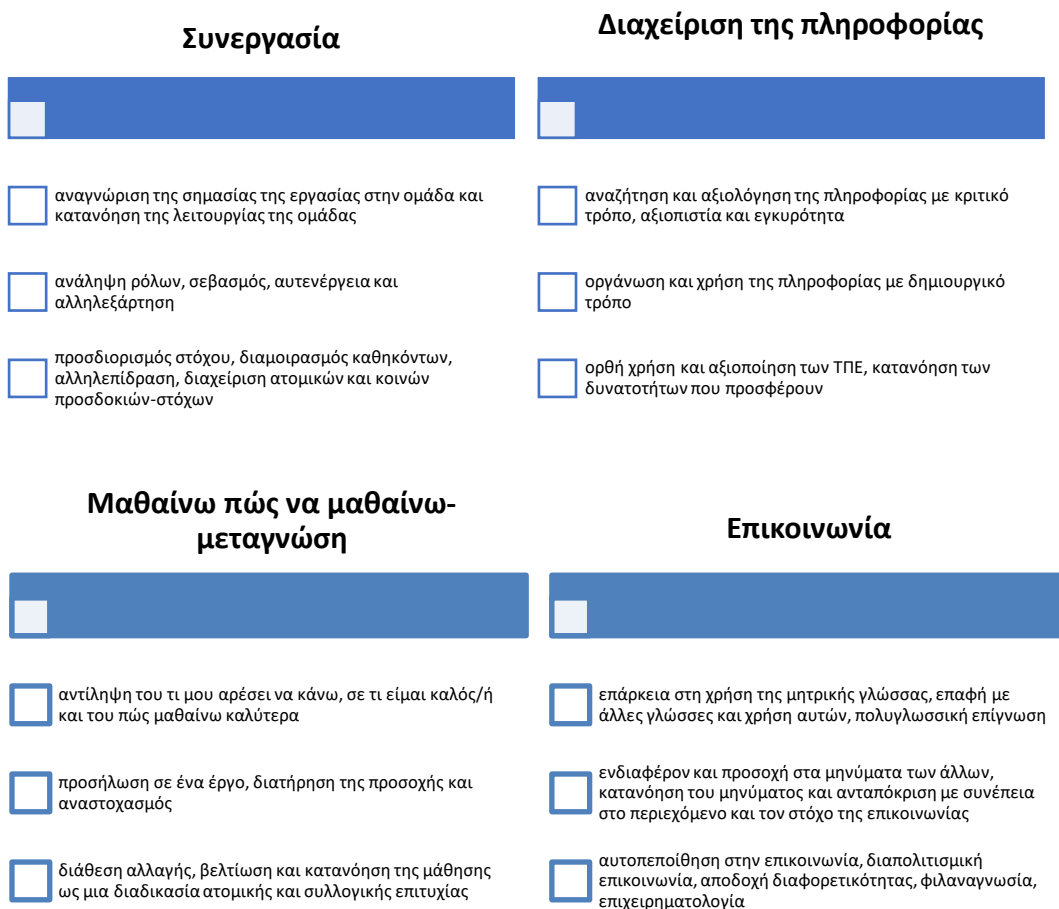 Συνεργασία
αναγνώριση της σημασίας της εργασίας στην ομάδα και
κατανόηση της λειτουργίας της ομάδας
ανάληψη ρόλων, σεβασμός, αυτενέργεια και
αλληλεξάρτηση
προσδιορισμός στόχου, διαμοιρασμός καθηκόντων,
αλληλεπίδραση, διαχείριση ατομικών και κοινών
προσδοκιών-στόχων
Διαχείριση της πληροφορίας
αναζήτηση και αξιολόγηση της πληροφορίας με κριτικό
τρόπο, αξιοπιστία και εγκυρότητα
οργάνωση και χρήση της πληροφορίας με δημιουργικό
τρόπο
ορθή χρήση και αξιοποίηση των ΤΠΕ, κατανόηση των
δυνατοτήτων που προσφέρουν
Μαθαίνω πώς να μαθαίνω-
μεταγνώση
αντίληψη του τι μου αρέσει να κάνω, σε τι είμαι καλός/ή
και του πώς μαθαίνω καλύτερα
προσήλωση σε ένα έργο, διατήρηση της προσοχής και
αναστοχασμός
διάθεση αλλαγής, βελτίωση και κατανόηση της μάθησης
ως μια διαδικασία ατομικής και συλλογικής επιτυχίας
Επικοινωνία
επάρκεια στη χρήση της μητρικής γλώσσας, επαφή με
άλλες γλώσσες και χρήση αυτών, πολυγλωσσική επίγνωση
ενδιαφέρον και προσοχή στα μηνύματα των άλλων,
κατανόηση του μηνύματος και ανταπόκριση με συνέπεια
στο περιεχόμενο και τον στόχο της επικοινωνίας
αυτοπεποίθηση στην επικοινωνία, διαπολιτισμική
επικοινωνία, αποδοχή διαφορετικότητας, φιλαναγνωσία,
επιχειρηματολογία